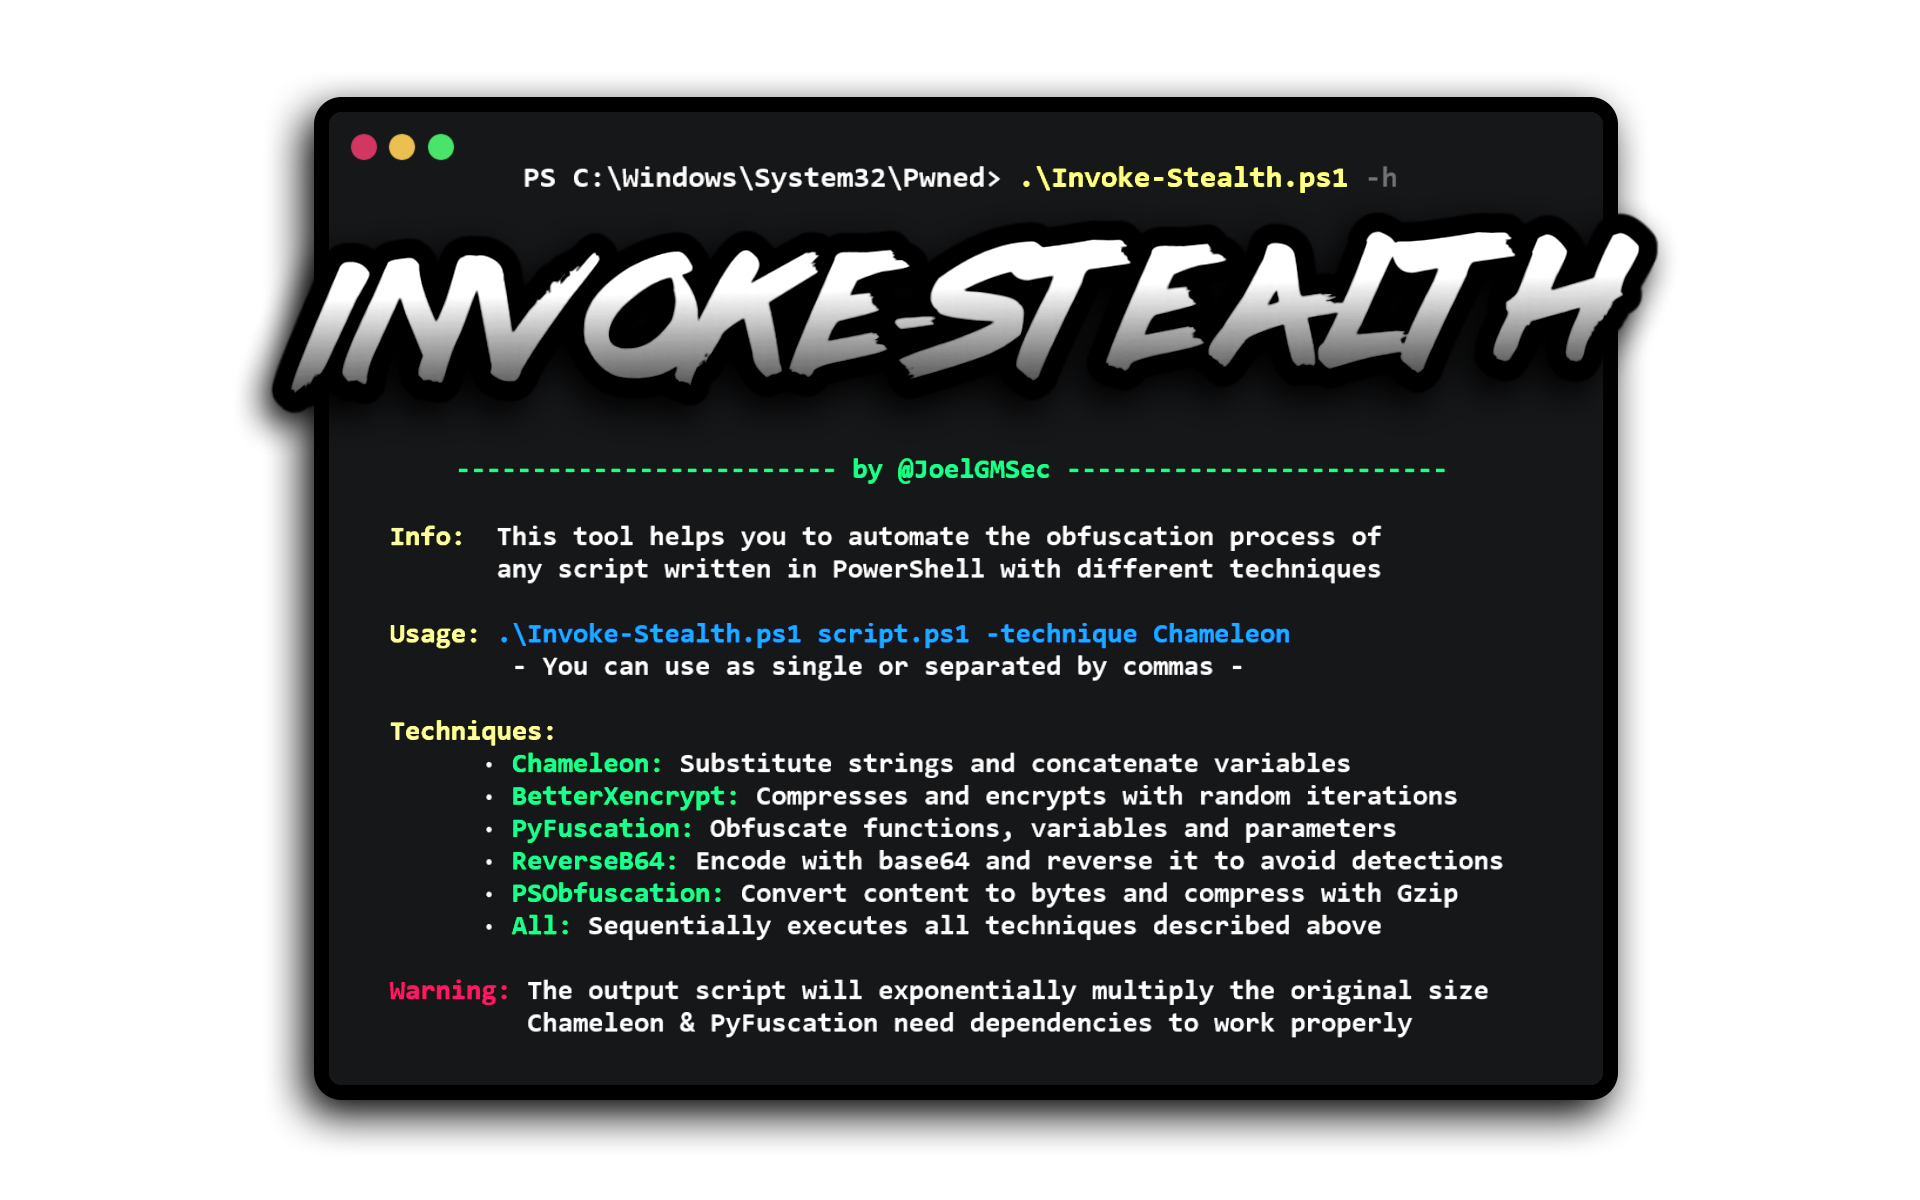 PS C:\Windows\System32\Pwned> .\Invoke-Stealth.ps1 -h
INVOKE-STEALTH
------------------------- by @JoelGMSec -------------------------
Info: This tool helps you to automate the obfuscation process of
any script written in PowerShell with different techniques
Usage: .\Invoke-Stealth.ps1 script.ps1 -technique Chameleon
- You can use as single or separated by commas -
Techniques:
· Chameleon: Substitute strings and concatenate variables
· BetterXencrypt: Compresses and encrypts with random iterations
· PyFuscation: Obfuscate functions, variables and parameters
· ReverseB64: Encode with base64 and reverse it to avoid detections
· PSObfuscation: Convert content to bytes and compress with Gzip
· All: Sequentially executes all techniques described above
Warning: The output script will exponentially multiply the original size
Chameleon & PyFuscation need dependencies to work properly